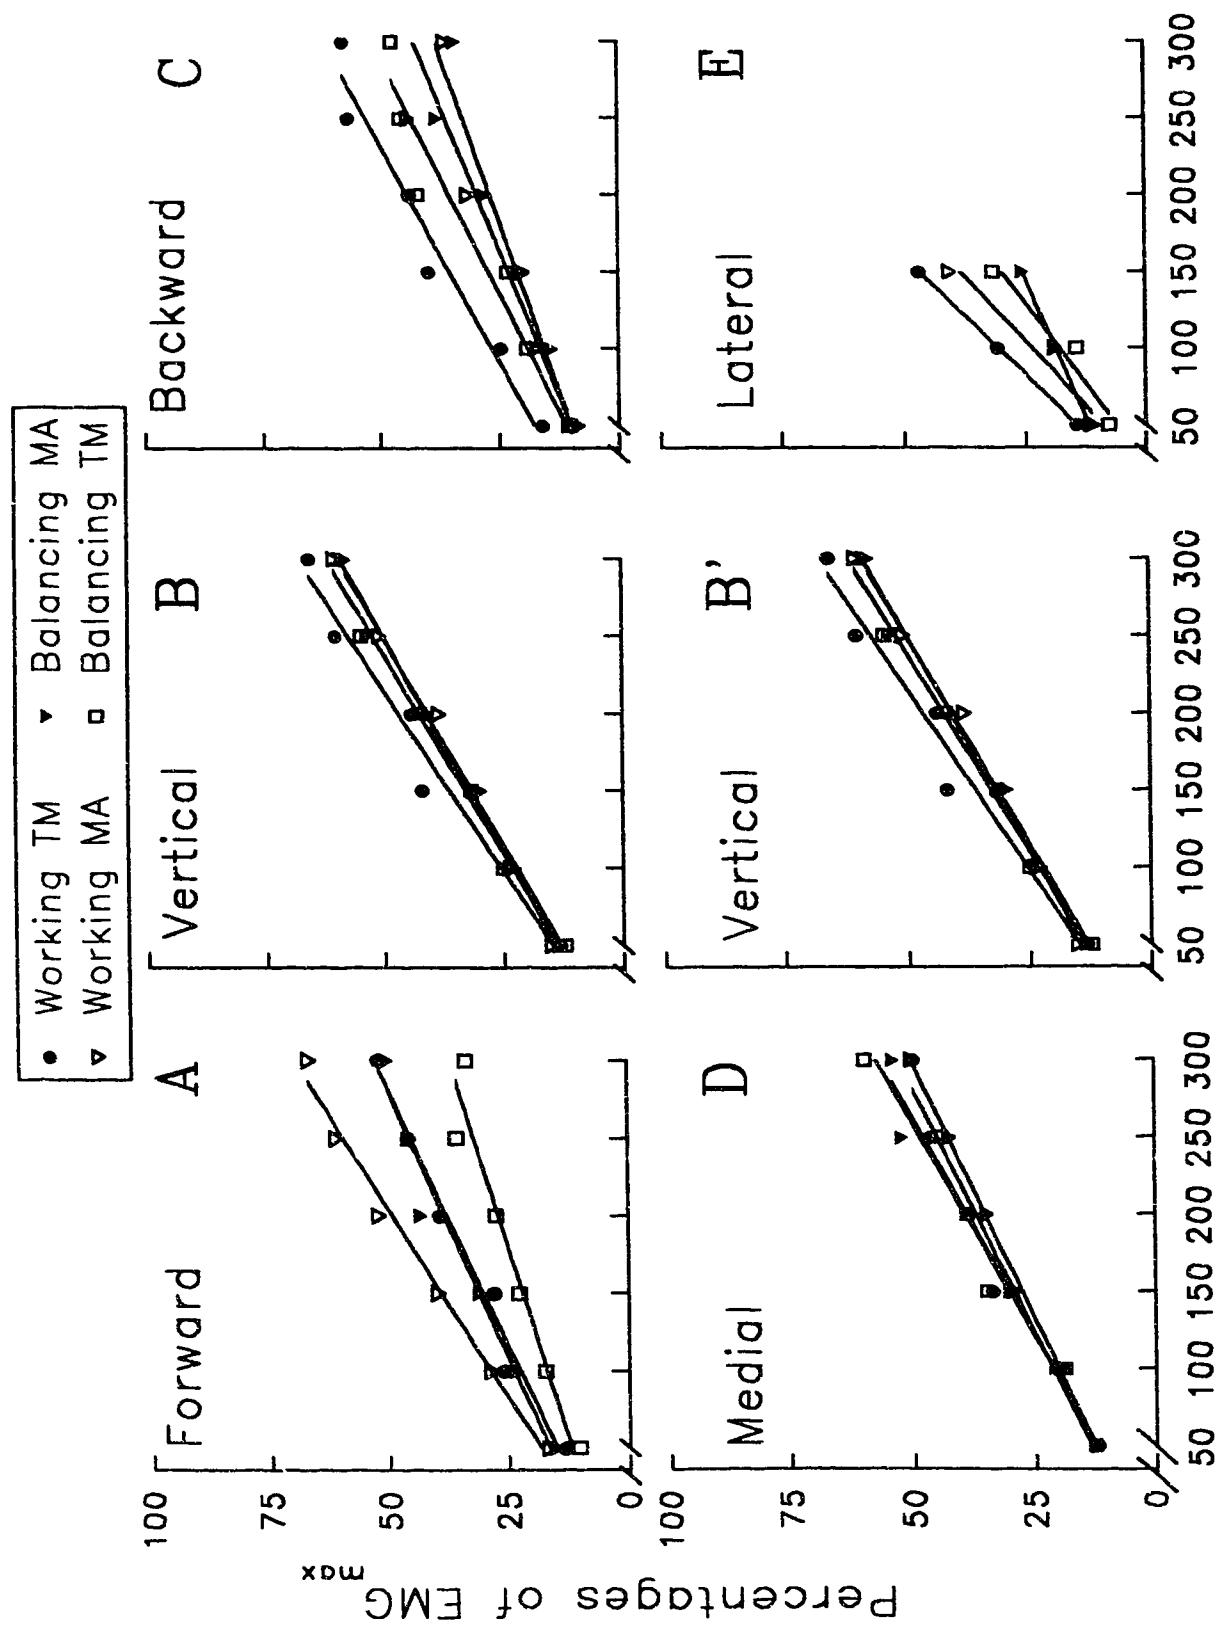 ● Working TM ▼ Balancing MA
▽ Working MA □ Balancing TM
A B C
Forward Vertical Backward
100
75
50
25
0
D B' E
Medial Vertical Lateral
100
75
50
25
0
50 100 150 200 250 300 50 100 150 200 250 300 50 100 150 200 250 300
Percentages of EMG max